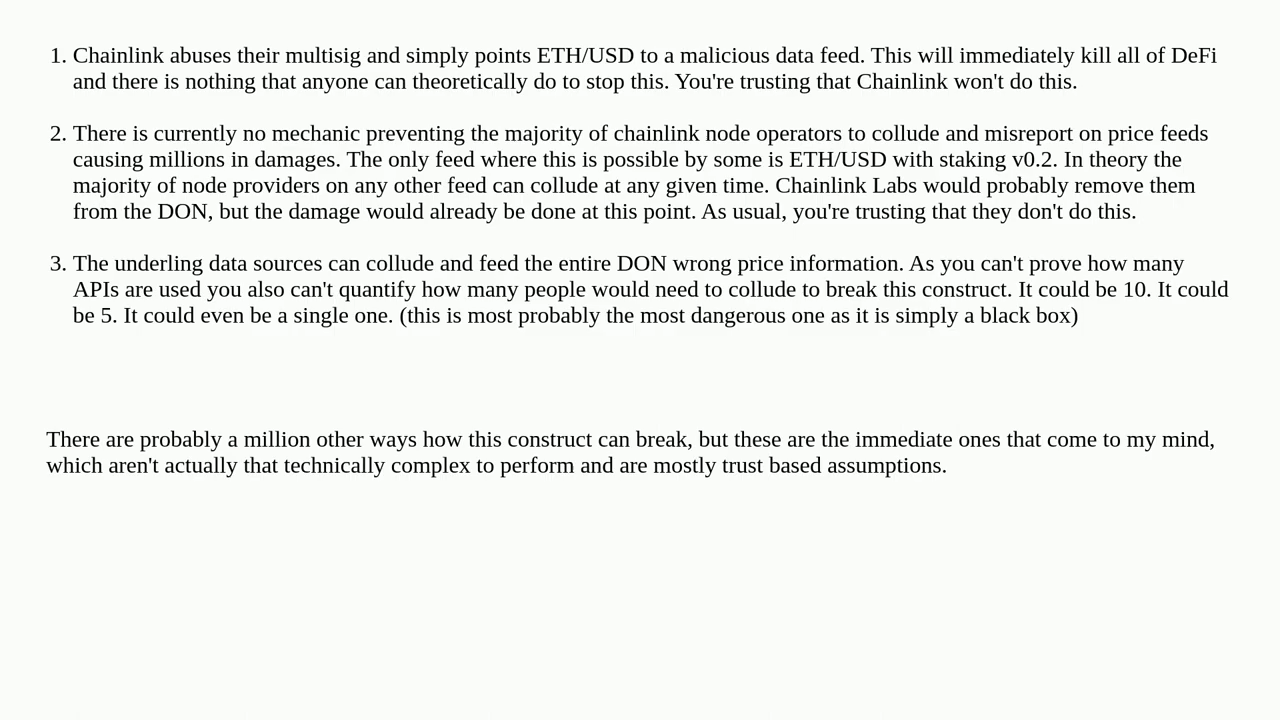 1. Chainlink abuses their multisig and simply points ETH/USD to a malicious data feed. This will immediately kill all of DeFi
and there is nothing that anyone can theoretically do to stop this. You're trusting that Chainlink won't do this.
2. There is currently no mechanic preventing the majority of chainlink node operators to collude and misreport on price feeds
causing millions in damages. The only feed where this is possible by some is ETH/USD with staking v0.2. In theory the
majority of node providers on any other feed can collude at any given time. Chainlink Labs would probably remove them
from the DON, but the damage would already be done at this point. As usual, you're trusting that they don't do this.
3. The underling data sources can collude and feed the entire DON wrong price information. As you can't prove how many
APIs are used you also can't quantify how many people would need to collude to break this construct. It could be 10. It could
be 5. It could even be a single one. (this is most probably the most dangerous one as it is simply a black box)
There are probably a million other ways how this construct can break, but these are the immediate ones that come to my mind,
which aren't actually that technically complex to perform and are mostly trust based assumptions.